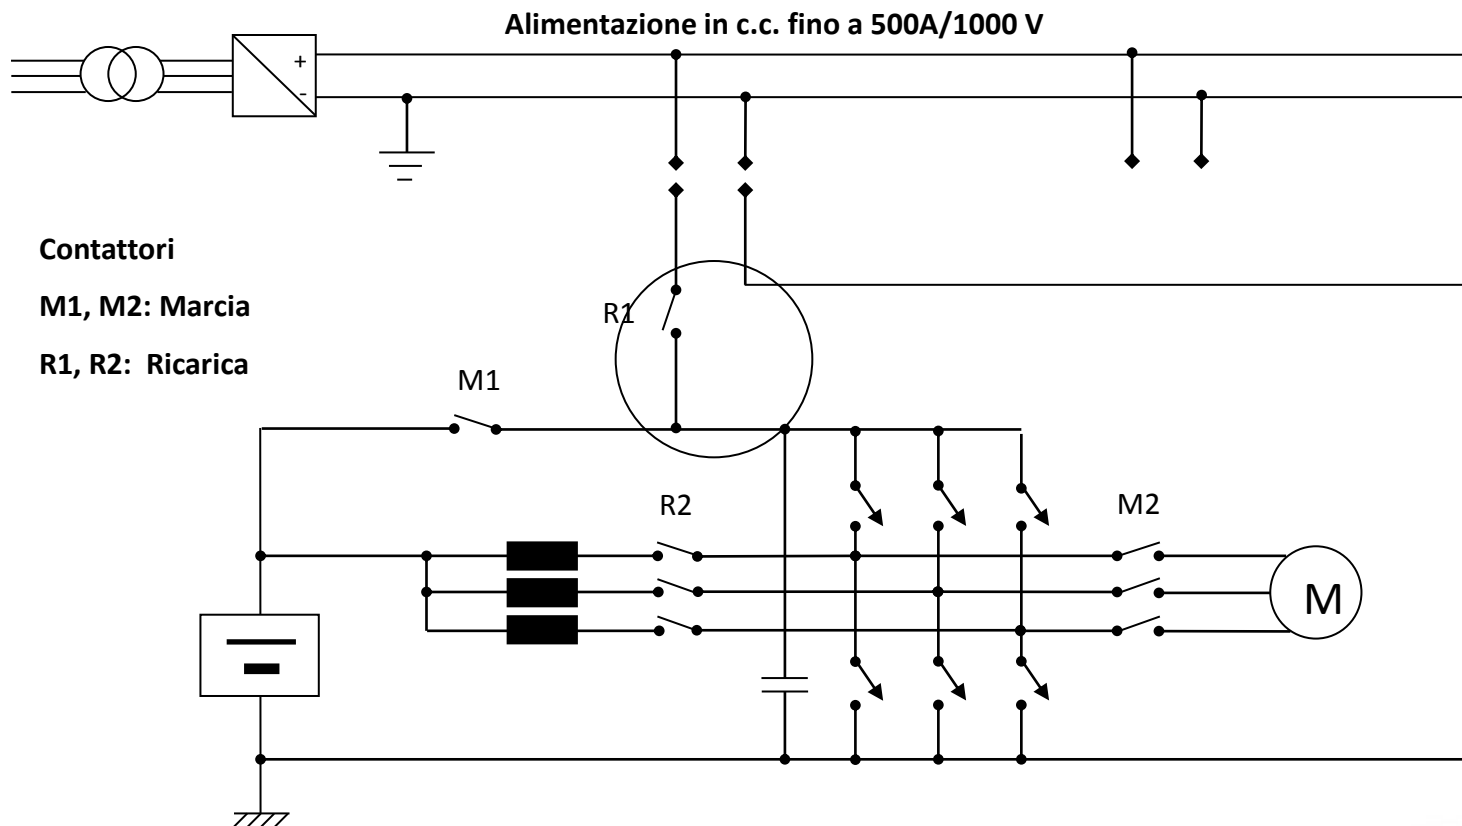 Alimentazione in c.c. fino a 500A/1000 V
+
-
Contattori
M1, M2: Marcia
R1, R2:  Ricarica
R1
M1
R2
M2
M